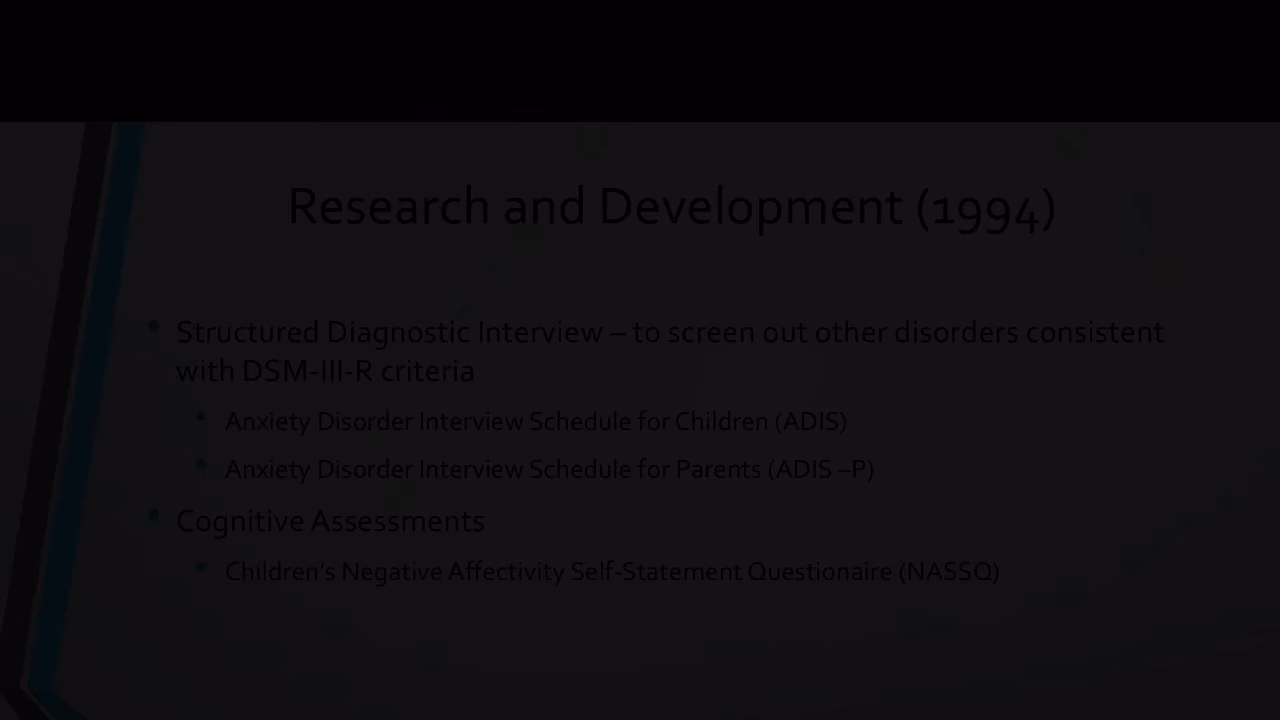 Research and Development (1994)
• Structured Diagnostic Interview – to screen out other disorders consistent
with DSM-III-R criteria
• Anxiety Disorder Interview Schedule for Children (ADIS)
• Anxiety Disorder Interview Schedule for Parents (ADIS –P)
• Cognitive Assessments
• Children's Negative Affectivity Self-Statement Questionaire (NASSQ)